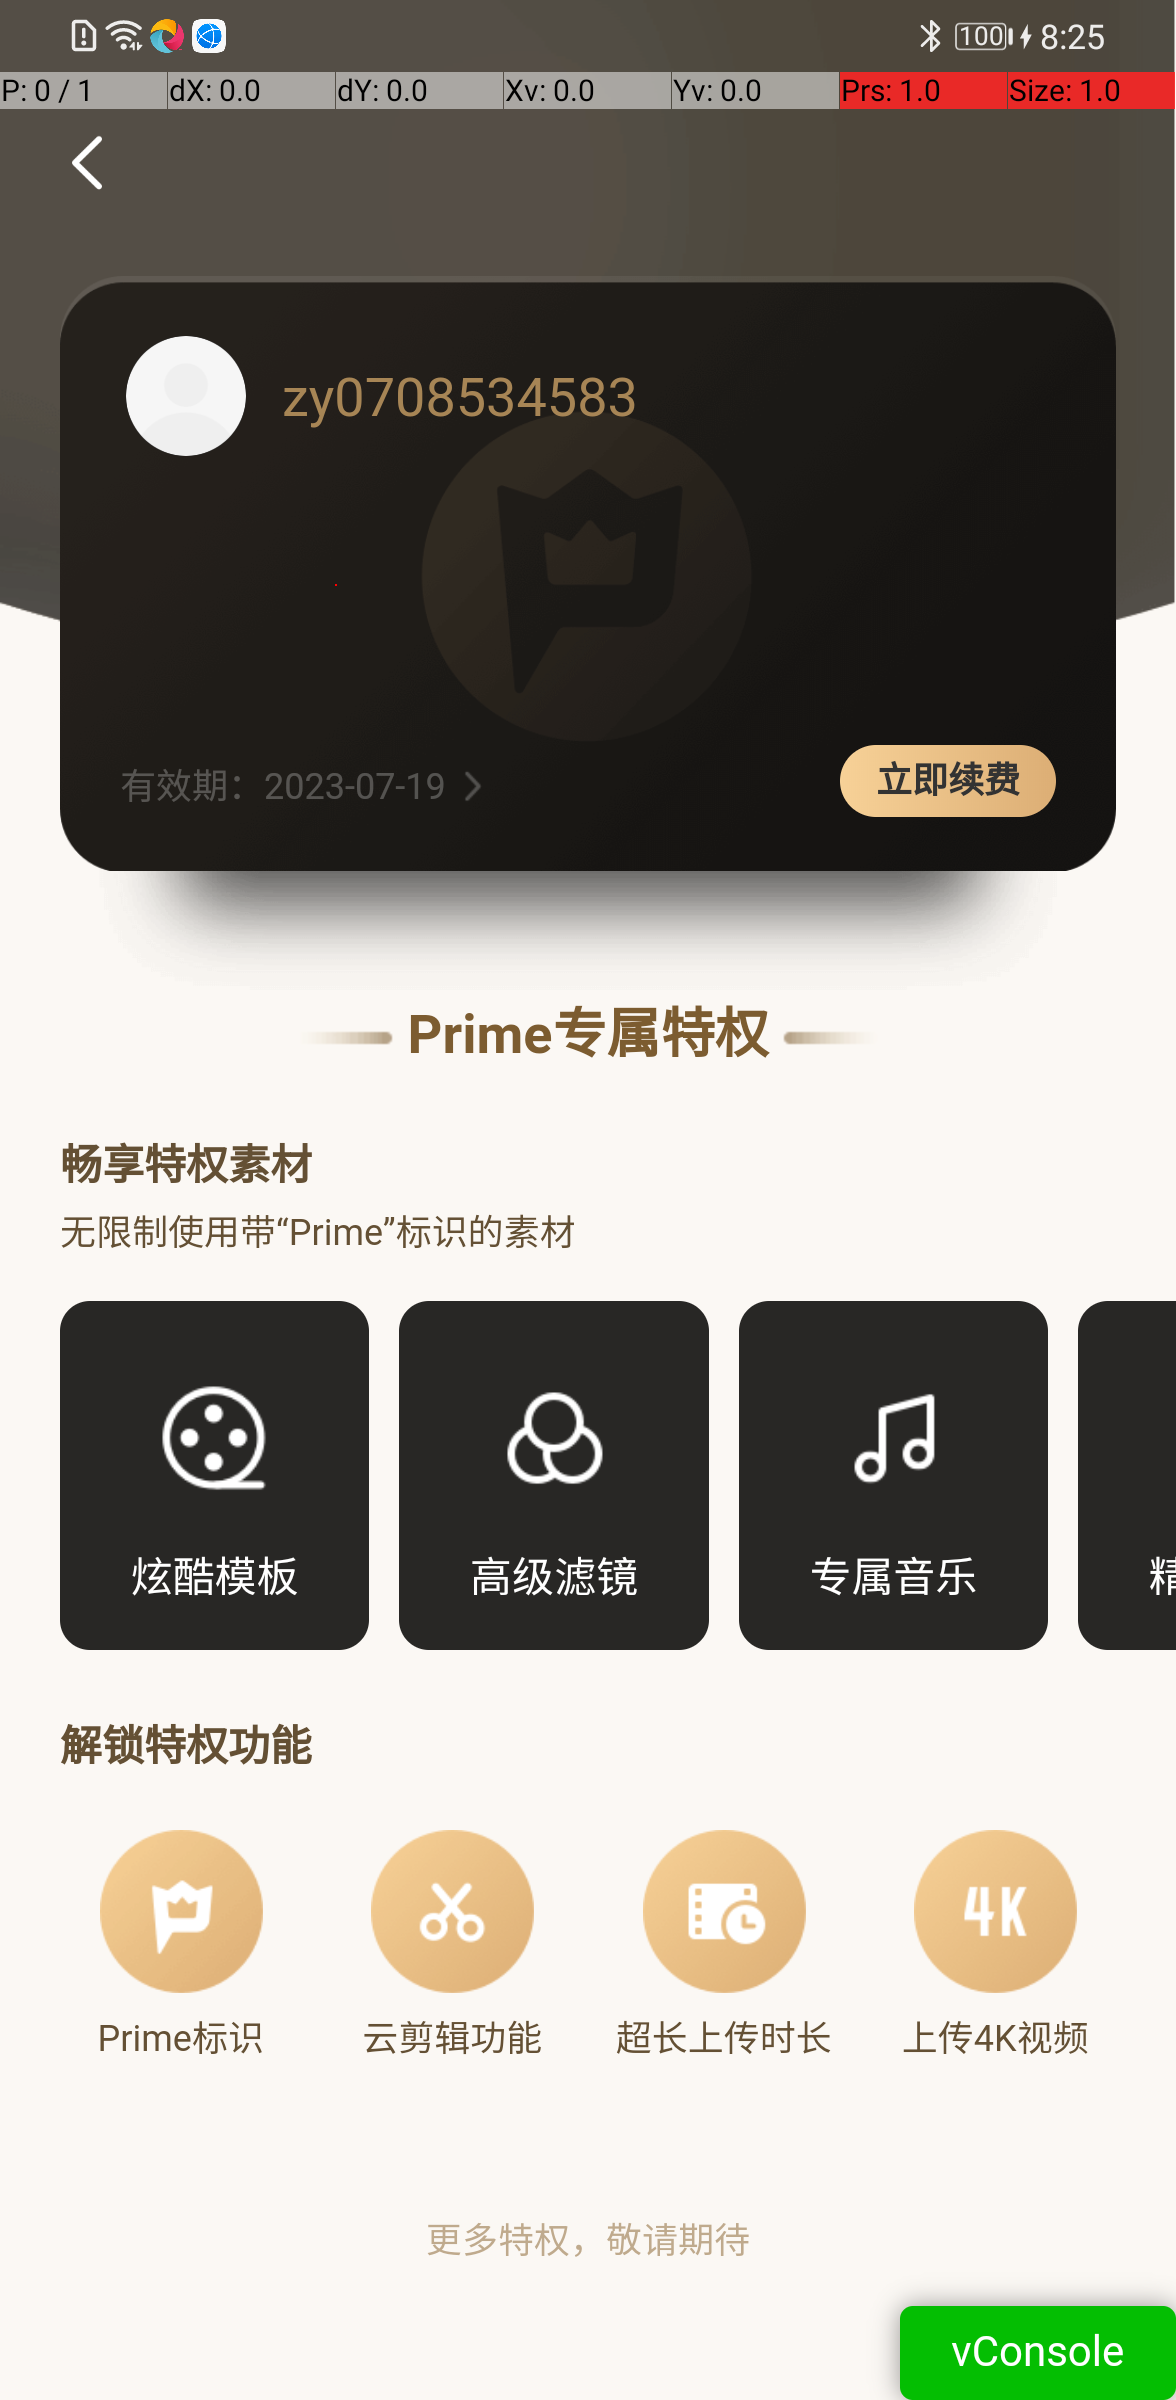 100 8:25
P: 0 / 1 dX: 0.0 dY: 0.0 Xv: 0.0 Yv: 0.0 Prs: 1.0 Size: 1.0
zy0708534583
有效期：2023-07-19
立即续费
Prime专属特权
畅享特权素材
无限制使用带“Prime”标识的素材
炫酷模板 高级滤镜 专属音乐 精
解锁特权功能
4K
Prime标识 云剪辑功能 超长上传时长 上传4K视频
更多特权，敬请期待
vConsole